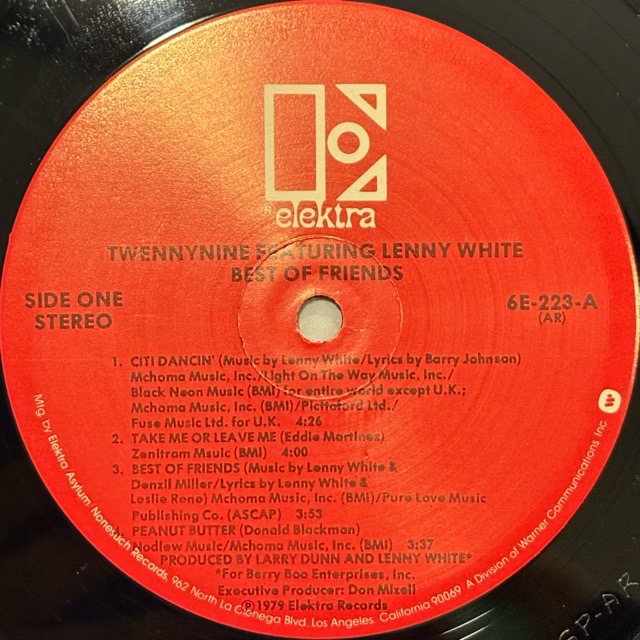 elektra
TWENNYNINE FEATURING LENNY WHITE
BEST OF FRIENDS
SIDE ONE
STEREO
6E-223-A
(AR)
1. CITI DANCIN' (Music by Lenny White/Lyrics by Barry Johnson)
Mchoma Music, Inc./Light On The Way Music, Inc./
Black Neon Music (BMI) for entire world except U.K.;
Mchoma Music, Inc. (BMI)/Pictoford Ltd./
Fuse Music Ltd. for U.K. 4:26
2. TAKE ME OR LEAVE ME (Eddie Martinez)
Zenitram Msuic (BMI) 4:00
3. BEST OF FRIENDS (Music by Lenny White &
Denzil Miller/Lyrics by Lenny White &
Leslie Reno) Mchoma Music, Inc. (BMI)/Pure Love Music
Publishing Co. (ASCAP) 3:53
4. PEANUT BUTTER (Donald Blackman)
Nodlew Music/Mchoma Music, Inc. (BMI) 3:37
PRODUCED BY LARRY DUNN AND LENNY WHITE*
*For Berry Boo Enterprises, Inc.
Executive Producer: Don Mizell
℗ 1979 Elektra Records
Mfg. by Elektra Asylum Nonesuch Records, 962 North La Cienega Blvd. Los Angeles, California 90069 A Division of Warner Communications Inc